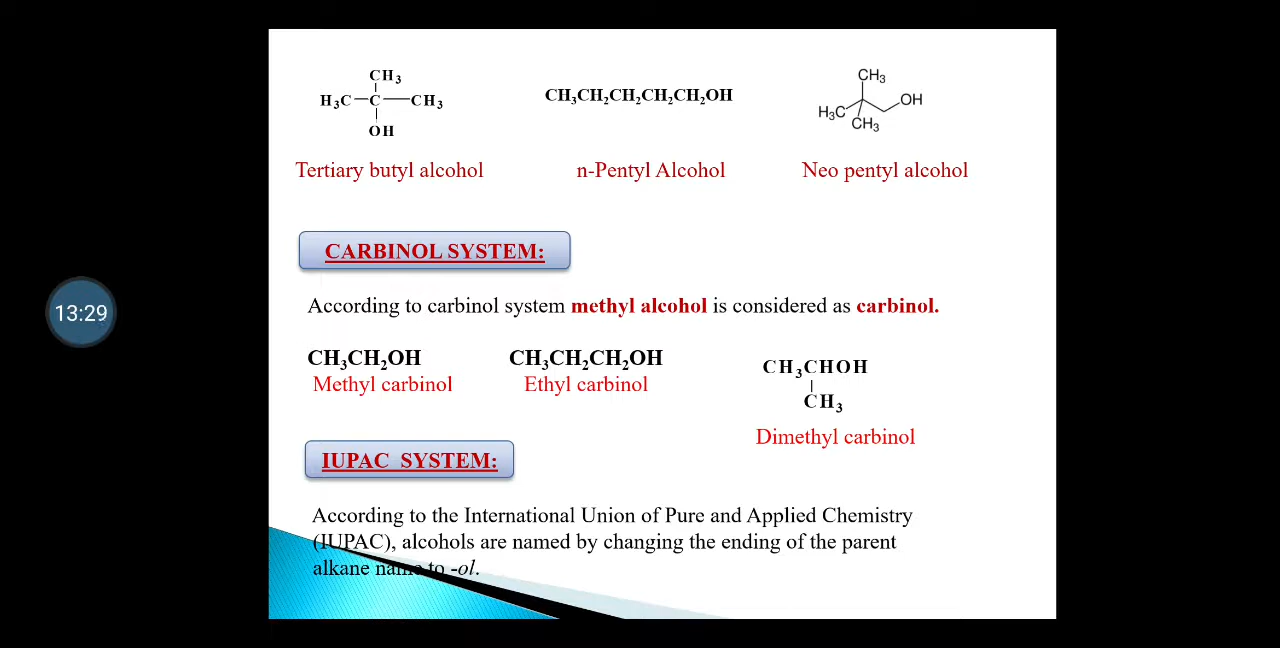 CH₃
H₃C—C—CH₃
OH
CH₃CH₂CH₂CH₂CH₂OH
CH₃
OH
H₃C
CH₃
Tertiary butyl alcohol
n-Pentyl Alcohol
Neo pentyl alcohol
CARBINOL SYSTEM:
13:29
According to carbinol system methyl alcohol is considered as carbinol.
CH₃CH₂OH
Methyl carbinol
CH₃CH₂CH₂OH
Ethyl carbinol
CH₃CHOH
CH₃
Dimethyl carbinol
IUPAC SYSTEM:
According to the International Union of Pure and Applied Chemistry
(IUPAC), alcohols are named by changing the ending of the parent
alkane name to -ol.